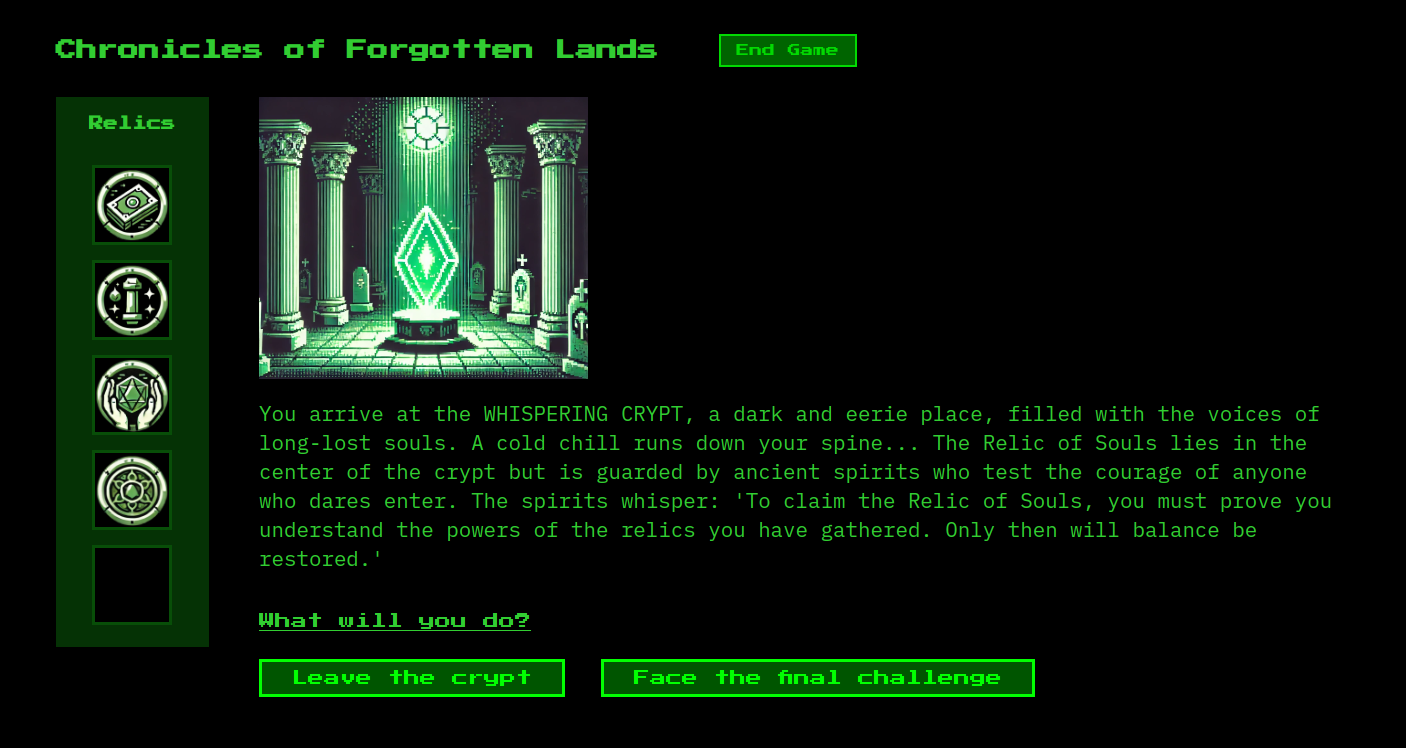 Chronicles of Forgotten Lands
End Game
Relics
You arrive at the WHISPERING CRYPT, a dark and eerie place, filled with the voices of
long-lost souls. A cold chill runs down your spine... The Relic of Souls lies in the
center of the crypt but is guarded by ancient spirits who test the courage of anyone
who dares enter. The spirits whisper: 'To claim the Relic of Souls, you must prove you
understand the powers of the relics you have gathered. Only then will balance be
restored.'
What will you do?
Leave the crypt
Face the final challenge